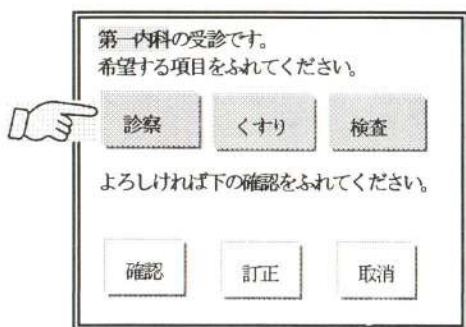 第一内科の受診です。
希望する項目をふれてください。
診察 くすり 検査
よろしければ下の確認をふれてください。
確認 訂正 取消